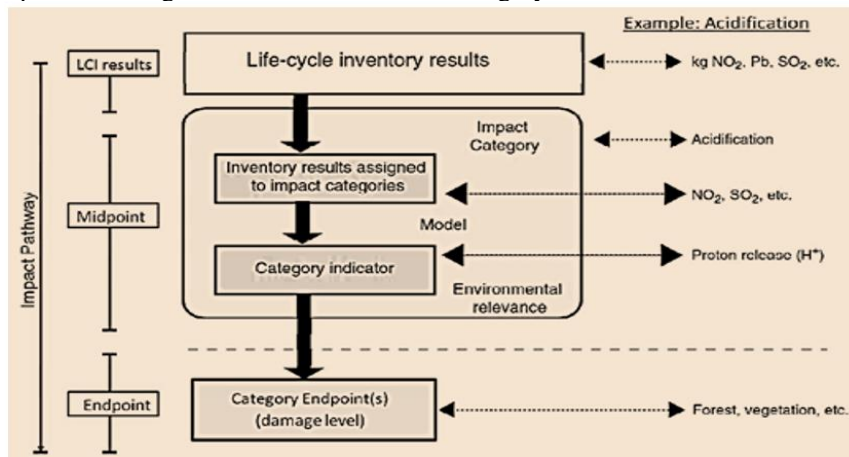 Example: Acidification
LCI results
Life-cycle inventory results
kg NO₂, Pb, SO₂, etc.
Impact
Category
Acidification
Inventory results assigned
to impact categories
NO₂, SO₂, etc.
Impact Pathway
Midpoint
Model
Category indicator
Proton release (H⁺)
Environmental
relevance
Endpoint
Category Endpoint(s)
(damage level)
Forest, vegetation, etc.